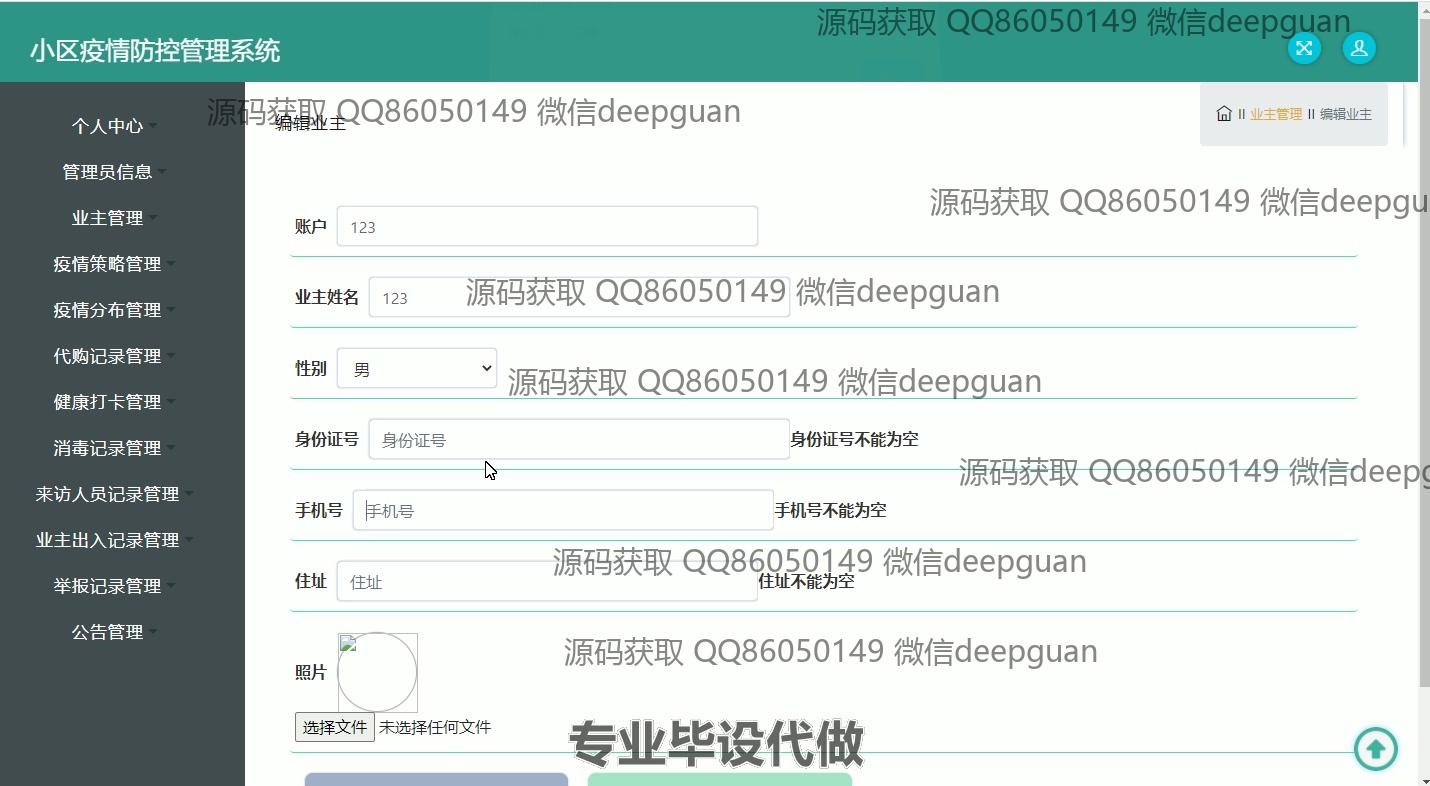 源码获取 QQ86050149 微信deepguan
小区疫情防控管理系统
源码获取 QQ86050149 微信deepguan
编辑业主
II 业主管理 II 编辑业主
个人中心
管理员信息
业主管理
疫情策略管理
疫情分布管理
代购记录管理
健康打卡管理
消毒记录管理
来访人员记录管理
业主出入记录管理
举报记录管理
公告管理
源码获取 QQ86050149 微信deepgu
账户 123
业主姓名 123
源码获取 QQ86050149 微信deepguan
性别 男
源码获取 QQ86050149 微信deepguan
身份证号 身份证号 身份证号不能为空
源码获取 QQ86050149 微信deepg
手机号 手机号 手机号不能为空
源码获取 QQ86050149 微信deepguan
住址 住址 住址不能为空
源码获取 QQ86050149 微信deepguan
照片
选择文件 未选择任何文件
专业毕设代做